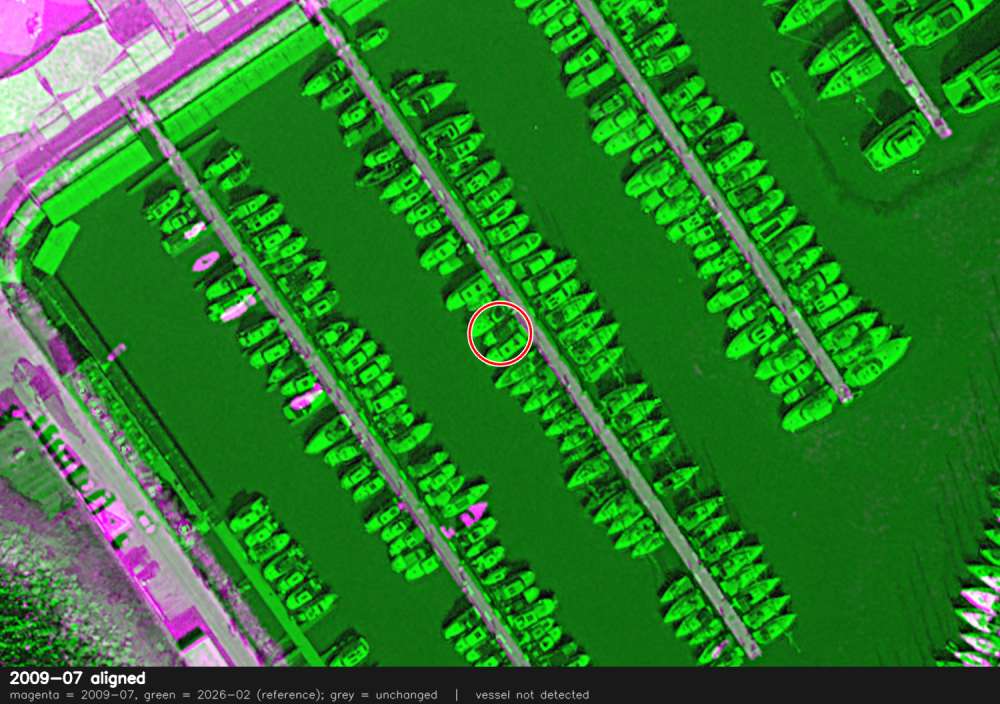 2009-07 aligned
magenta = 2009-07, green = 2026-02 (reference); grey = unchanged | vessel not detected